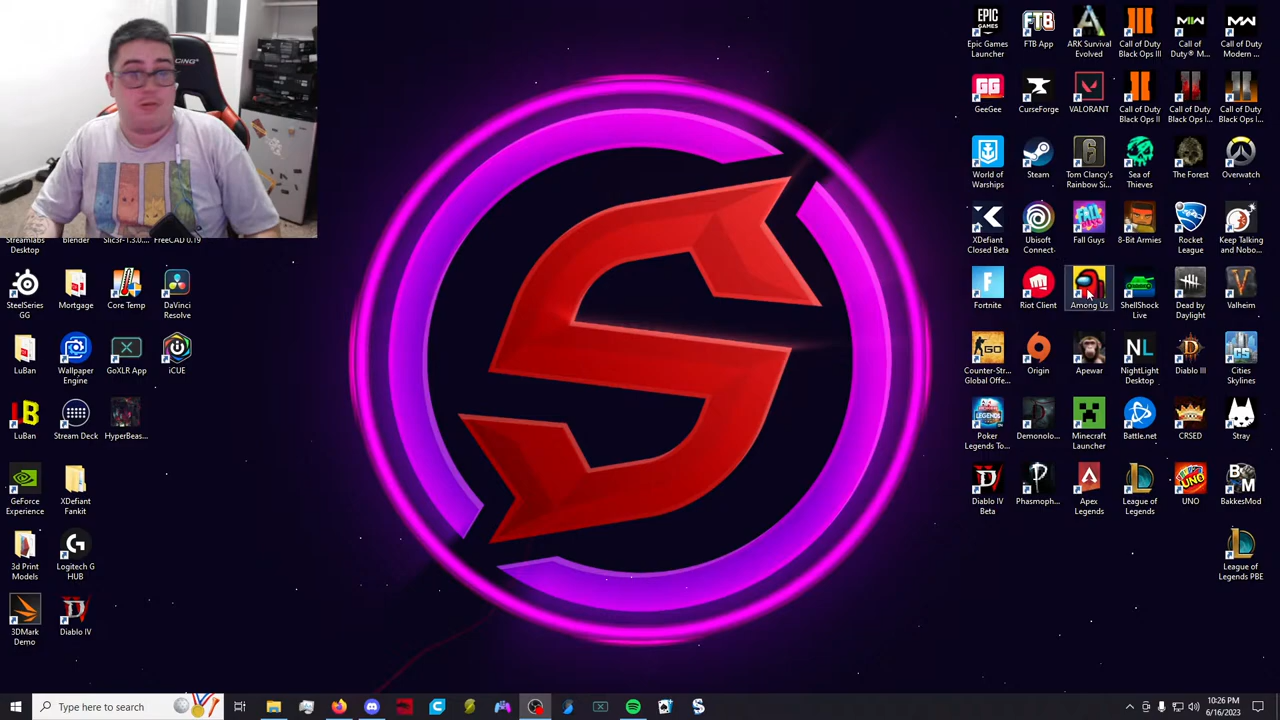 CING+
Streamlabs
Desktop
blender
Slic3r-1.3.0....
FreeCAD 0.19
SteelSeries
GG
Mortgage
Core Temp
DaVinci
Resolve
LuBan
Wallpaper
Engine
GoXLR App
iCUE
LuBan
Stream Deck
HyperBeas...
GeForce
Experience
XDefiant
Fankit
3d Print
Models
Logitech G
HUB
3DMark
Demo
Diablo IV
Epic Games
Launcher
FTB App
ARK Survival
Evolved
Call of Duty
Black Ops III
Call of
Duty® M...
Call of Duty
Modern ...
GeeGee
CurseForge
VALORANT
Call of Duty
Black Ops II
Call of Duty
Black Ops ...
Call of Duty
Black Ops
World of
Warships
Steam
Tom Clancy's
Rainbow Si...
Sea of
Thieves
The Forest
Overwatch
XDefiant
Closed Beta
Ubisoft
Connect
Fall Guys
8-Bit Armies
Rocket
League
Keep Talking
and Nobo...
Fortnite
Riot Client
Among Us
ShellShock
Live
Dead by
Daylight
Valheim
Counter-Str...
Global Offe...
Origin
Apewar
NightLight
Desktop
Diablo III
Cities
Skylines
Poker
Legends To...
Demonolo...
Minecraft
Launcher
Battle.net
CRSED
Stray
Diablo IV
Beta
Phasmoph...
Apex
Legends
League of
Legends
UNO
BakkesMod
League of
Legends PBE
Type here to search
10:26 PM
6/16/2023